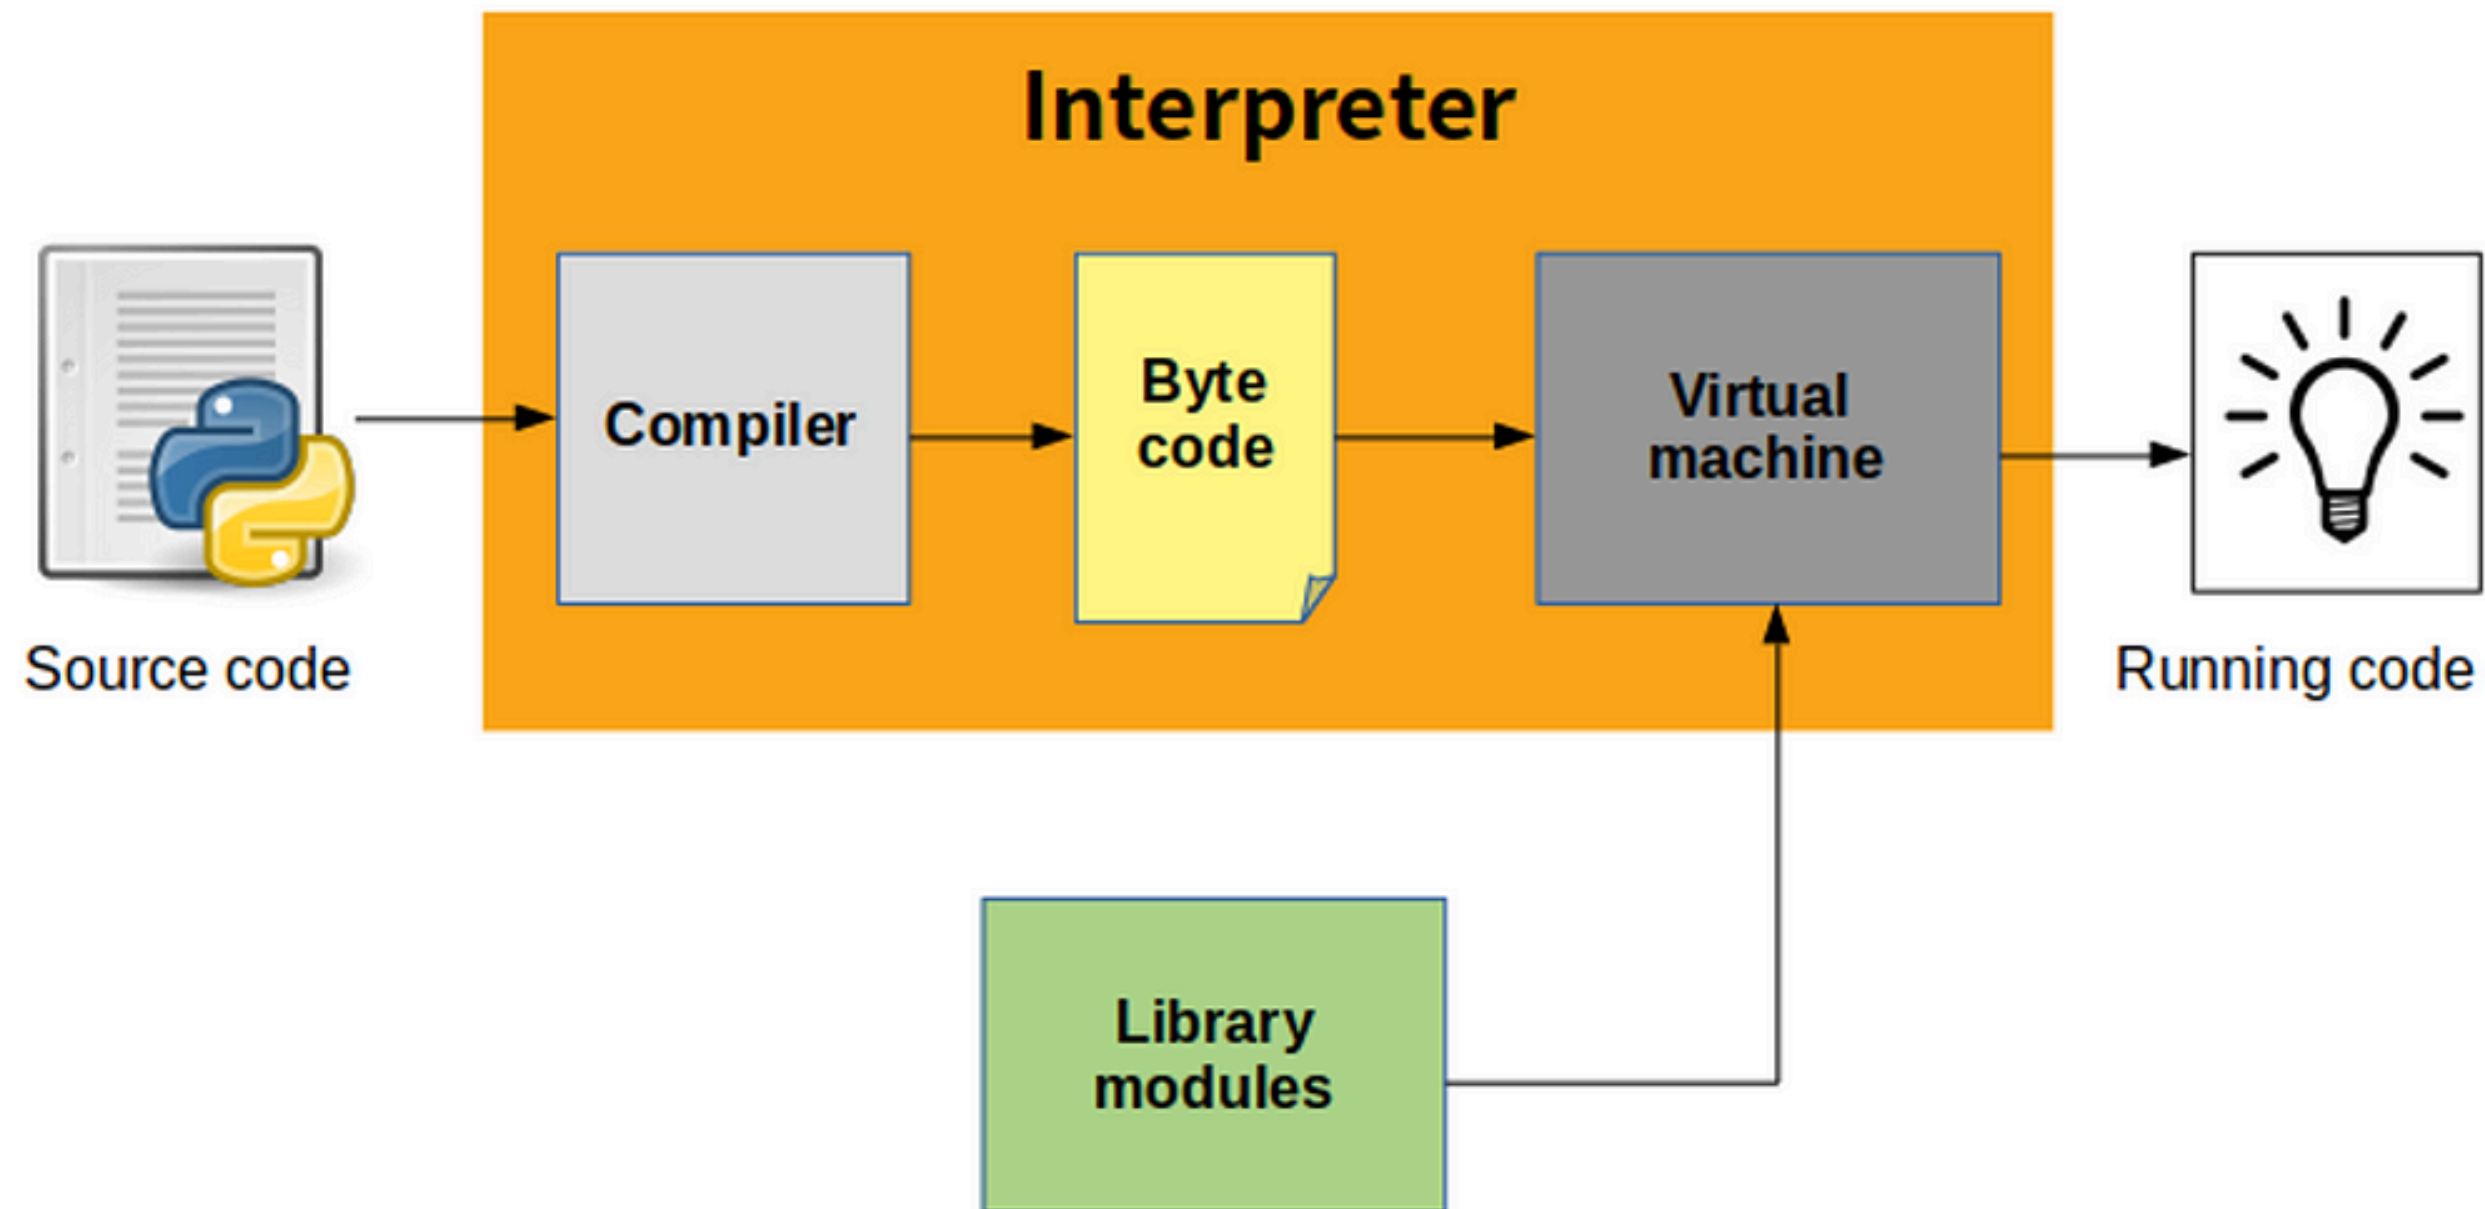 Interpreter
Compiler
Byte
code
Virtual
machine
Source code
Running code
Library
modules